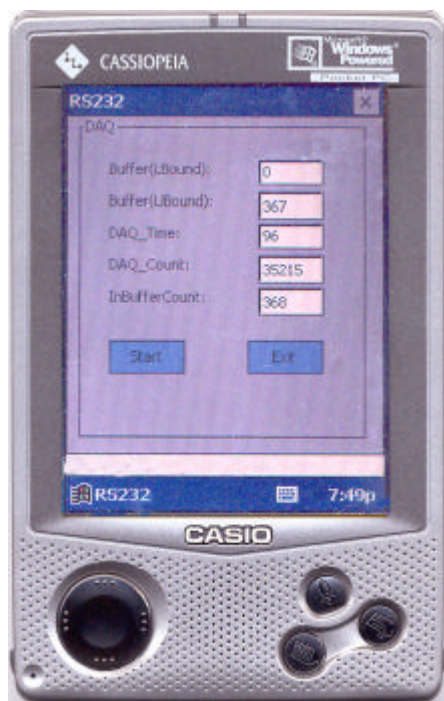 CASSIOPEIA
Microsoft®
Windows®
Powered
Pocket PC
RS232
DAQ
Buffer(LBound):
0
Buffer(UBound):
367
DAQ_Time:
96
DAQ_Count:
35215
InBufferCount:
368
Start
Exit
RS232
7:49p
CASIO